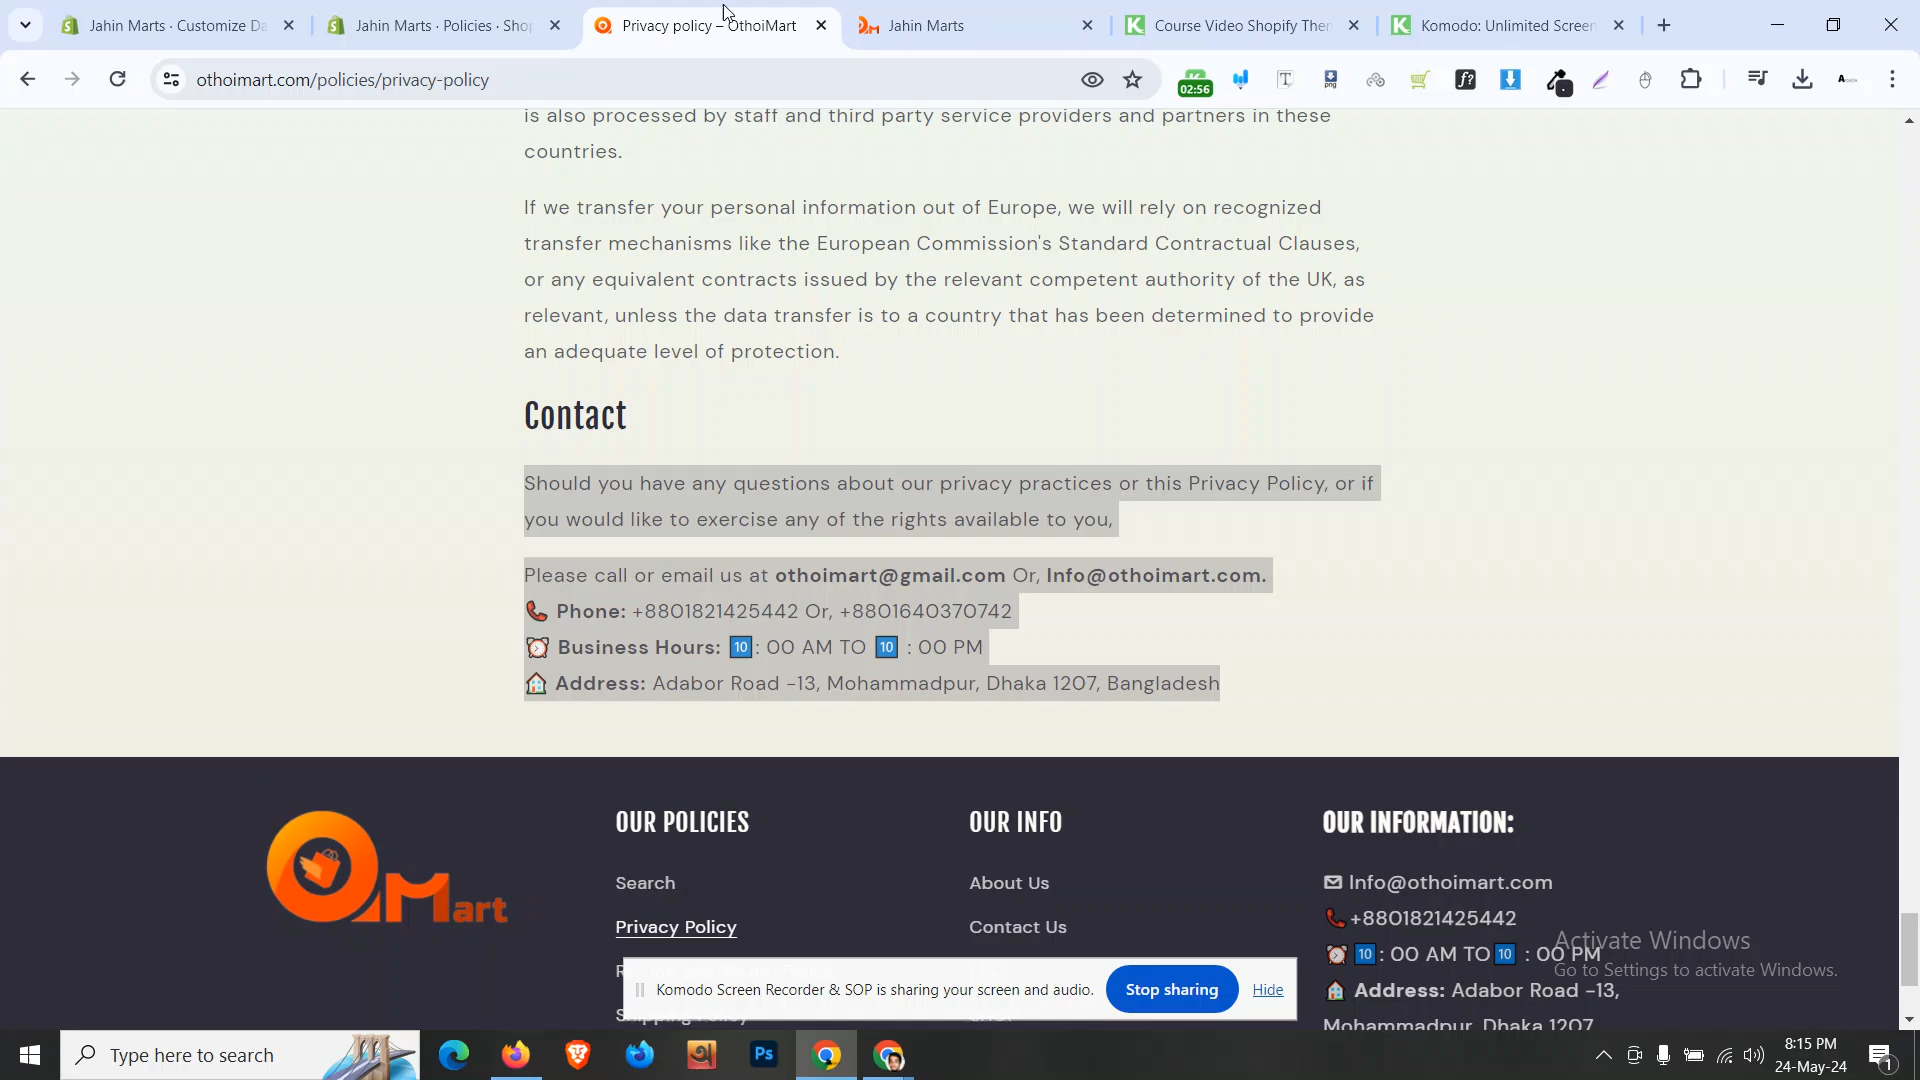 Jahin Marts · Customize Da
Jahin Marts · Policies · Shop
Privacy policy – OthoiMart
Jahin Marts
Course Video Shopify Ther
Komodo: Unlimited Screen
othoimart.com/policies/privacy-policy
02:56
is also processed by staff and third party service providers and partners in these
countries.
If we transfer your personal information out of Europe, we will rely on recognized
transfer mechanisms like the European Commission's Standard Contractual Clauses,
or any equivalent contracts issued by the relevant competent authority of the UK, as
relevant, unless the data transfer is to a country that has been determined to provide
an adequate level of protection.
Contact
Should you have any questions about our privacy practices or this Privacy Policy, or if
you would like to exercise any of the rights available to you,
Please call or email us at othoimart@gmail.com Or, Info@othoimart.com.
📞 Phone: +8801821425442 Or, +8801640370742
⏰ Business Hours: 🔟: 00 AM TO 🔟 : 00 PM
🏠 Address: Adabor Road -13, Mohammadpur, Dhaka 1207, Bangladesh
Mart
OUR POLICIES
Search
Privacy Policy
Shipping Policy
OUR INFO
About Us
Contact Us
OUR INFORMATION:
Info@othoimart.com
📞+8801821425442
⏰🔟: 00 AM TO🔟 : 00 PM
🏠 Address: Adabor Road -13,
Mohammadpur, Dhaka 1207
Activate Windows
Go to Settings to activate Windows.
Komodo Screen Recorder & SOP is sharing your screen and audio.
Stop sharing
Hide
Type here to search
Ps
8:15 PM
24-May-24
1